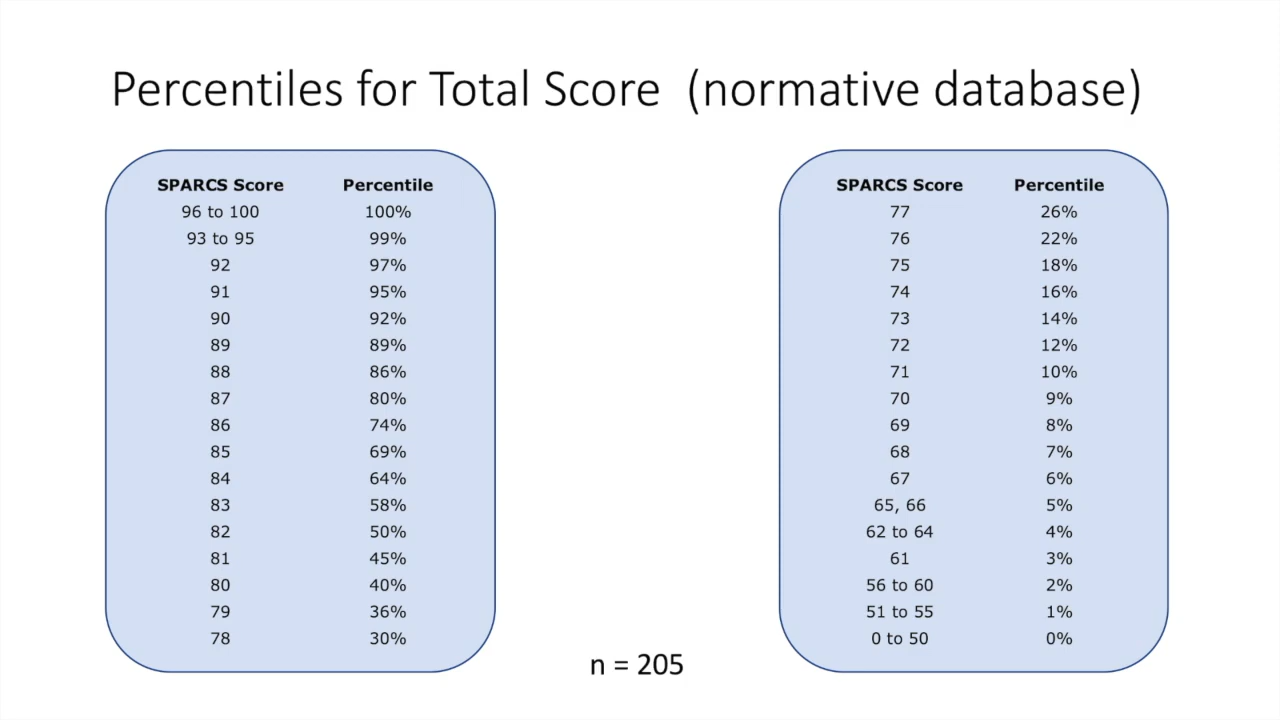 Percentiles for Total Score (normative database)
SPARCS Score Percentile
96 to 100 100%
93 to 95 99%
92 97%
91 95%
90 92%
89 89%
88 86%
87 80%
86 74%
85 69%
84 64%
83 58%
82 50%
81 45%
80 40%
79 36%
78 30%
SPARCS Score Percentile
77 26%
76 22%
75 18%
74 16%
73 14%
72 12%
71 10%
70 9%
69 8%
68 7%
67 6%
65, 66 5%
62 to 64 4%
61 3%
56 to 60 2%
51 to 55 1%
0 to 50 0%
n = 205